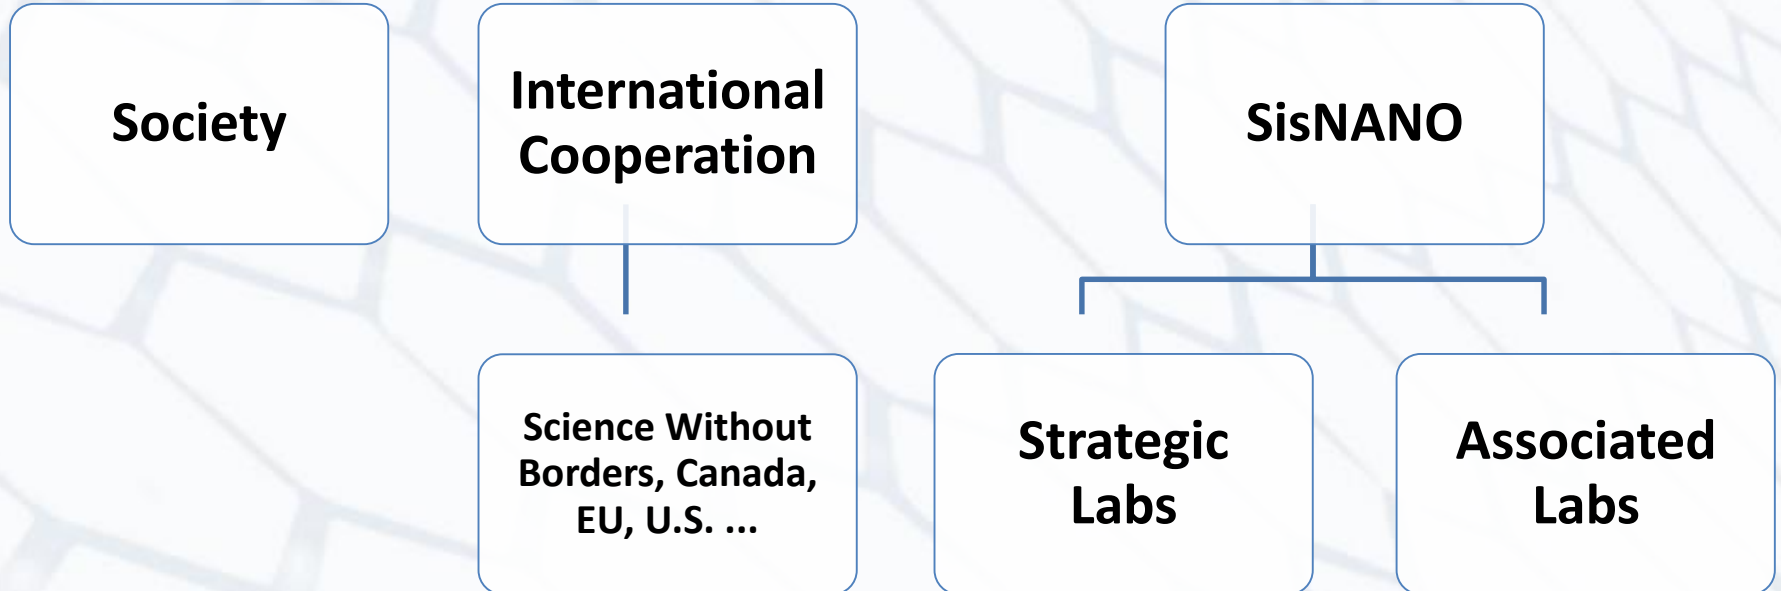 Society
International
Cooperation
SisNANO
Science Without
Borders, Canada,
EU, U.S. ...
Strategic
Labs
Associated
Labs